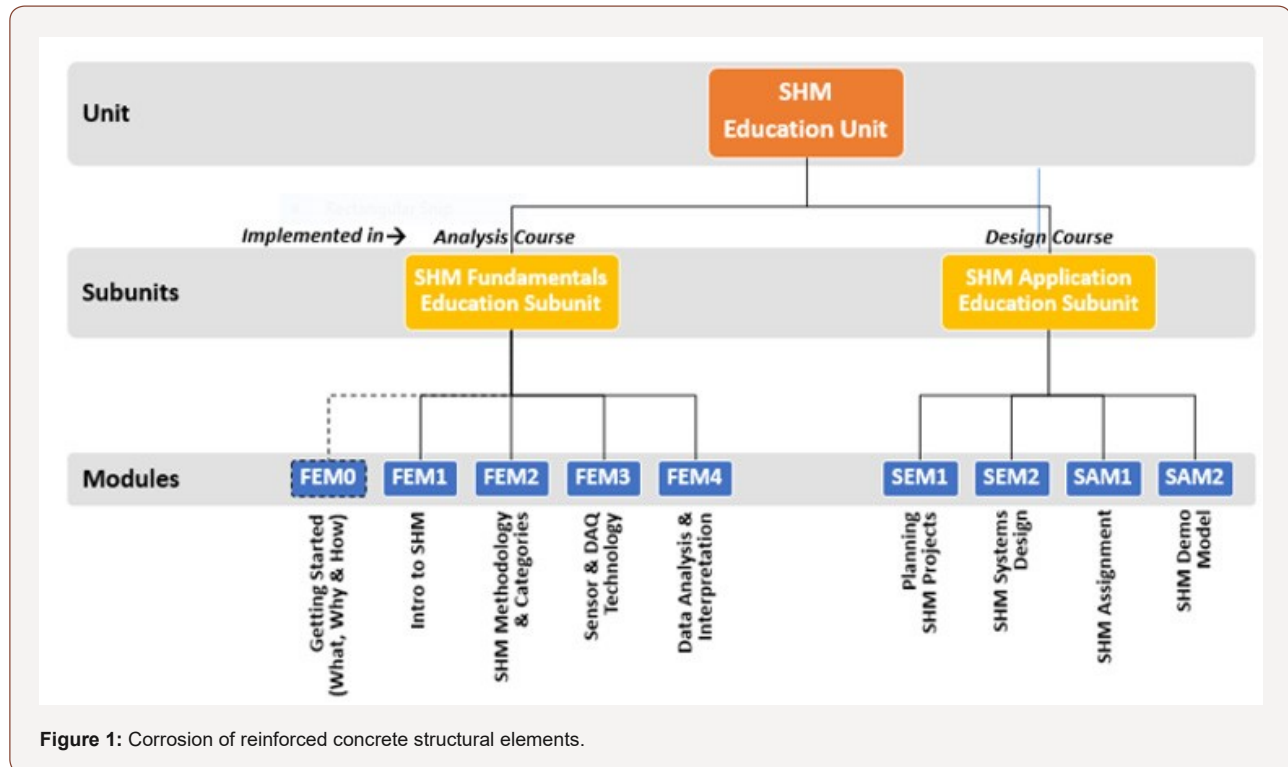 SHM
Education Unit
Unit
Rectangular Snip
Implemented in → Analysis Course
Design Course
Subunits
SHM Fundamentals
Education Subunit
SHM Application
Education Subunit
Modules
FEM0
FEM1
FEM2
FEM3
FEM4
SEM1
SEM2
SAM1
SAM2
Getting Started
(What, Why & How)
Intro to SHM
SHM Methodology
& Categories
Sensor & DAQ
Technology
Data Analysis &
Interpretation
Planning
SHM Projects
SHM Systems
Design
SHM Assignment
SHM Demo
Model
Figure 1: Corrosion of reinforced concrete structural elements.